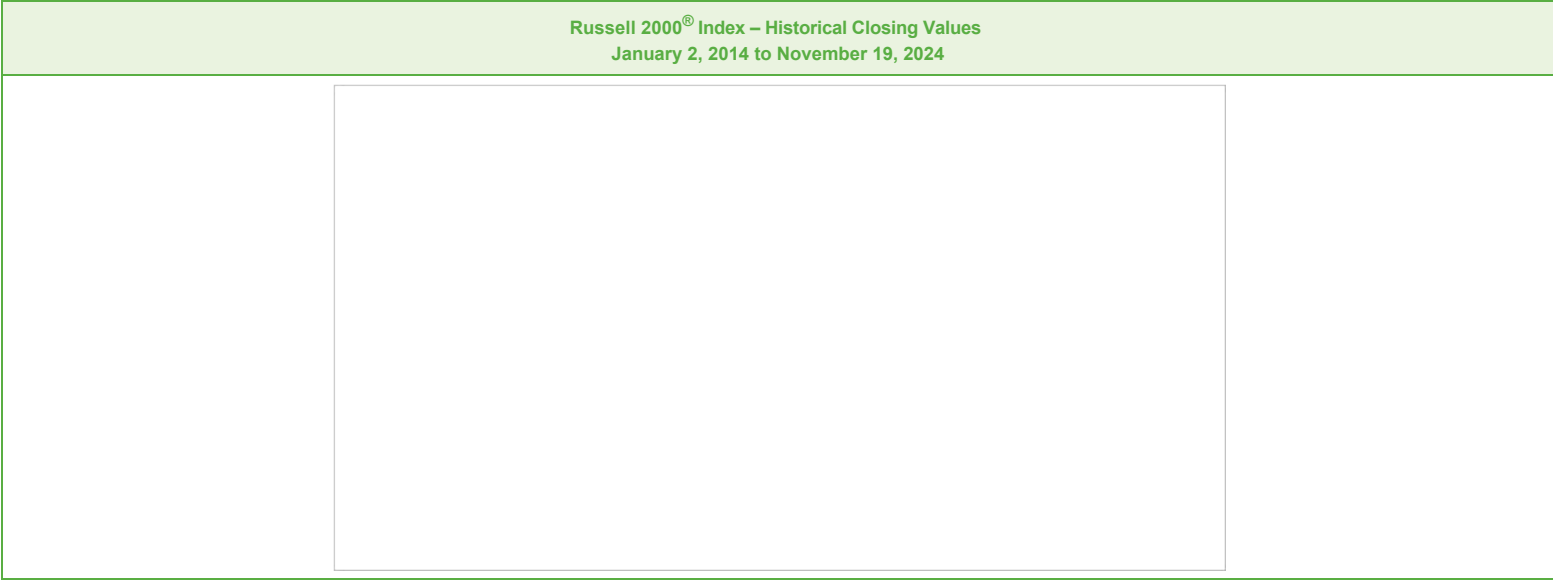 Russell 2000® Index – Historical Closing Values
January 2, 2014 to November 19, 2024